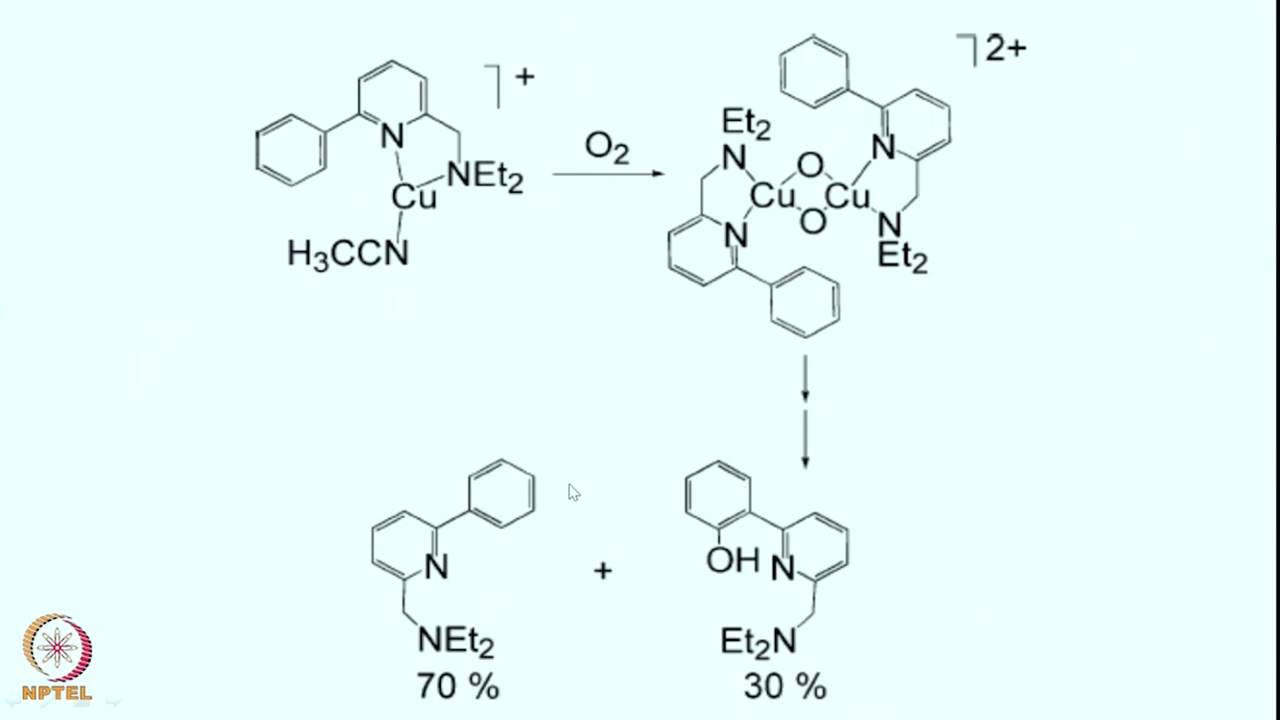 N
Cu
NEt2
H3CCN
+
O2
2+
Et2
N
Cu
O
O
Cu
N
N
Et2
N
N
NEt2
70 %
+
OH
N
Et2N
30 %
NPTEL